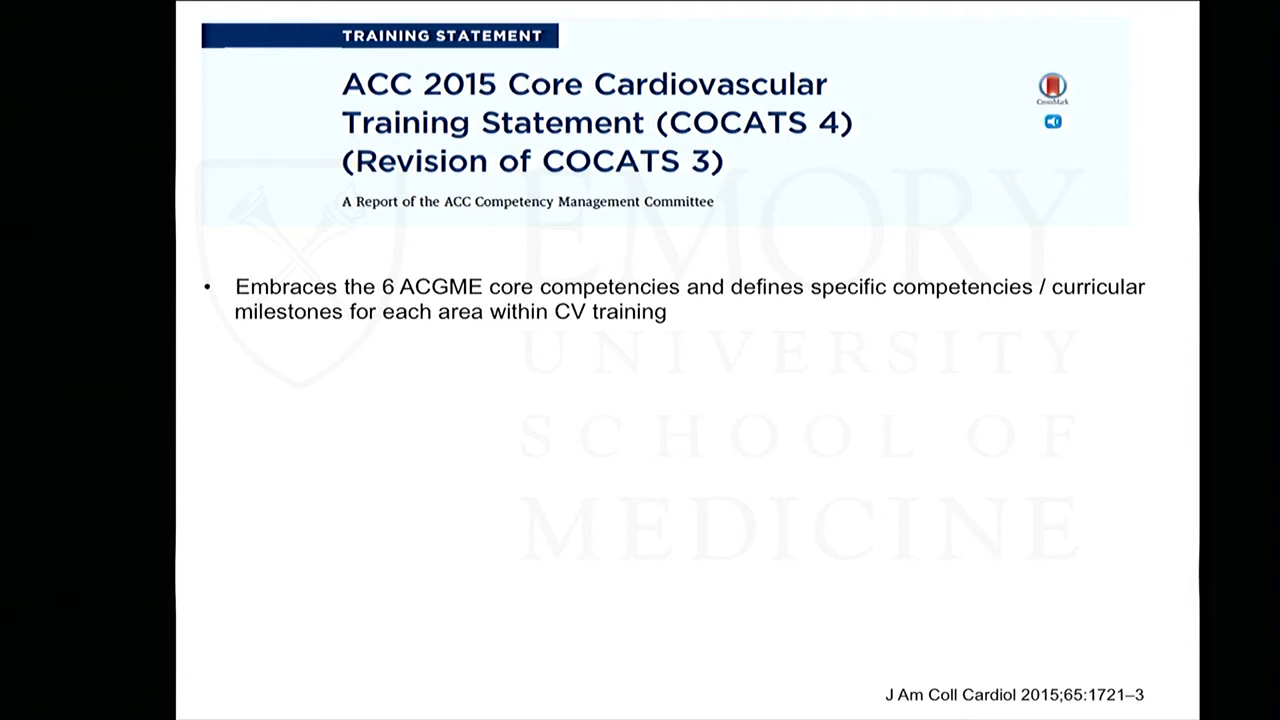 TRAINING STATEMENT
ACC 2015 Core Cardiovascular
Training Statement (COCATS 4)
(Revision of COCATS 3)
CrossMark
A Report of the ACC Competency Management Committee
EMORY
• Embraces the 6 ACGME core competencies and defines specific competencies / curricular
milestones for each area within CV training
UNIVERSITY
SCHOOL OF
MEDICINE
J Am Coll Cardiol 2015;65:1721–3